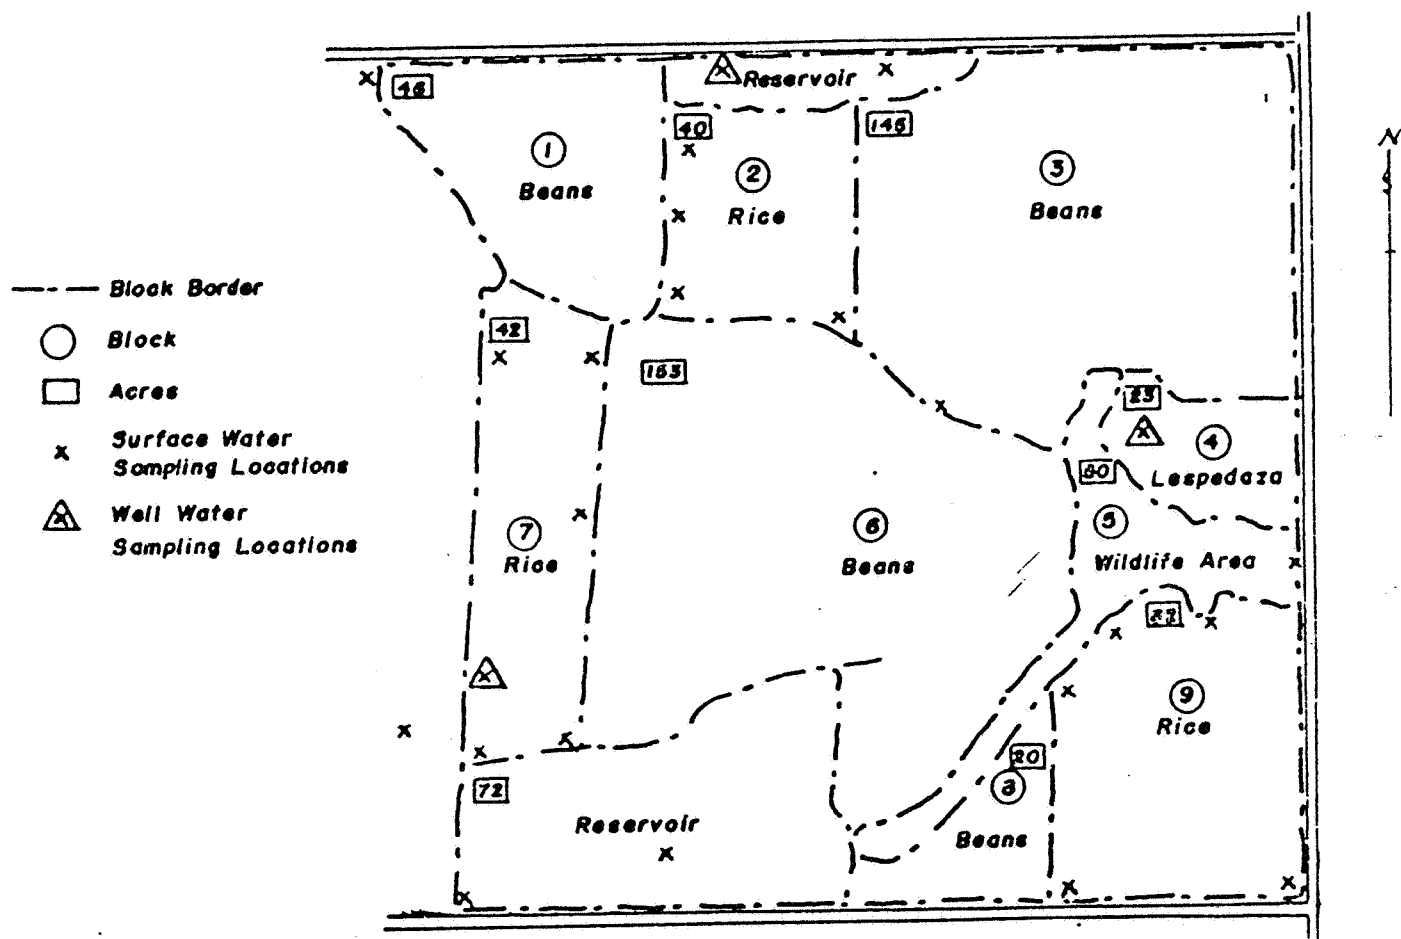 N
Reservoir
46
40
146
1
Beans
2
Rice
3
Beans
Block Border
Block
Acres
Surface Water
Sampling Locations
Well Water
Sampling Locations
42
163
23
4
Lespedaza
80
5
Wildlife Area
7
Rice
6
Beans
9
Rice
72
20
Reservoir
Beans